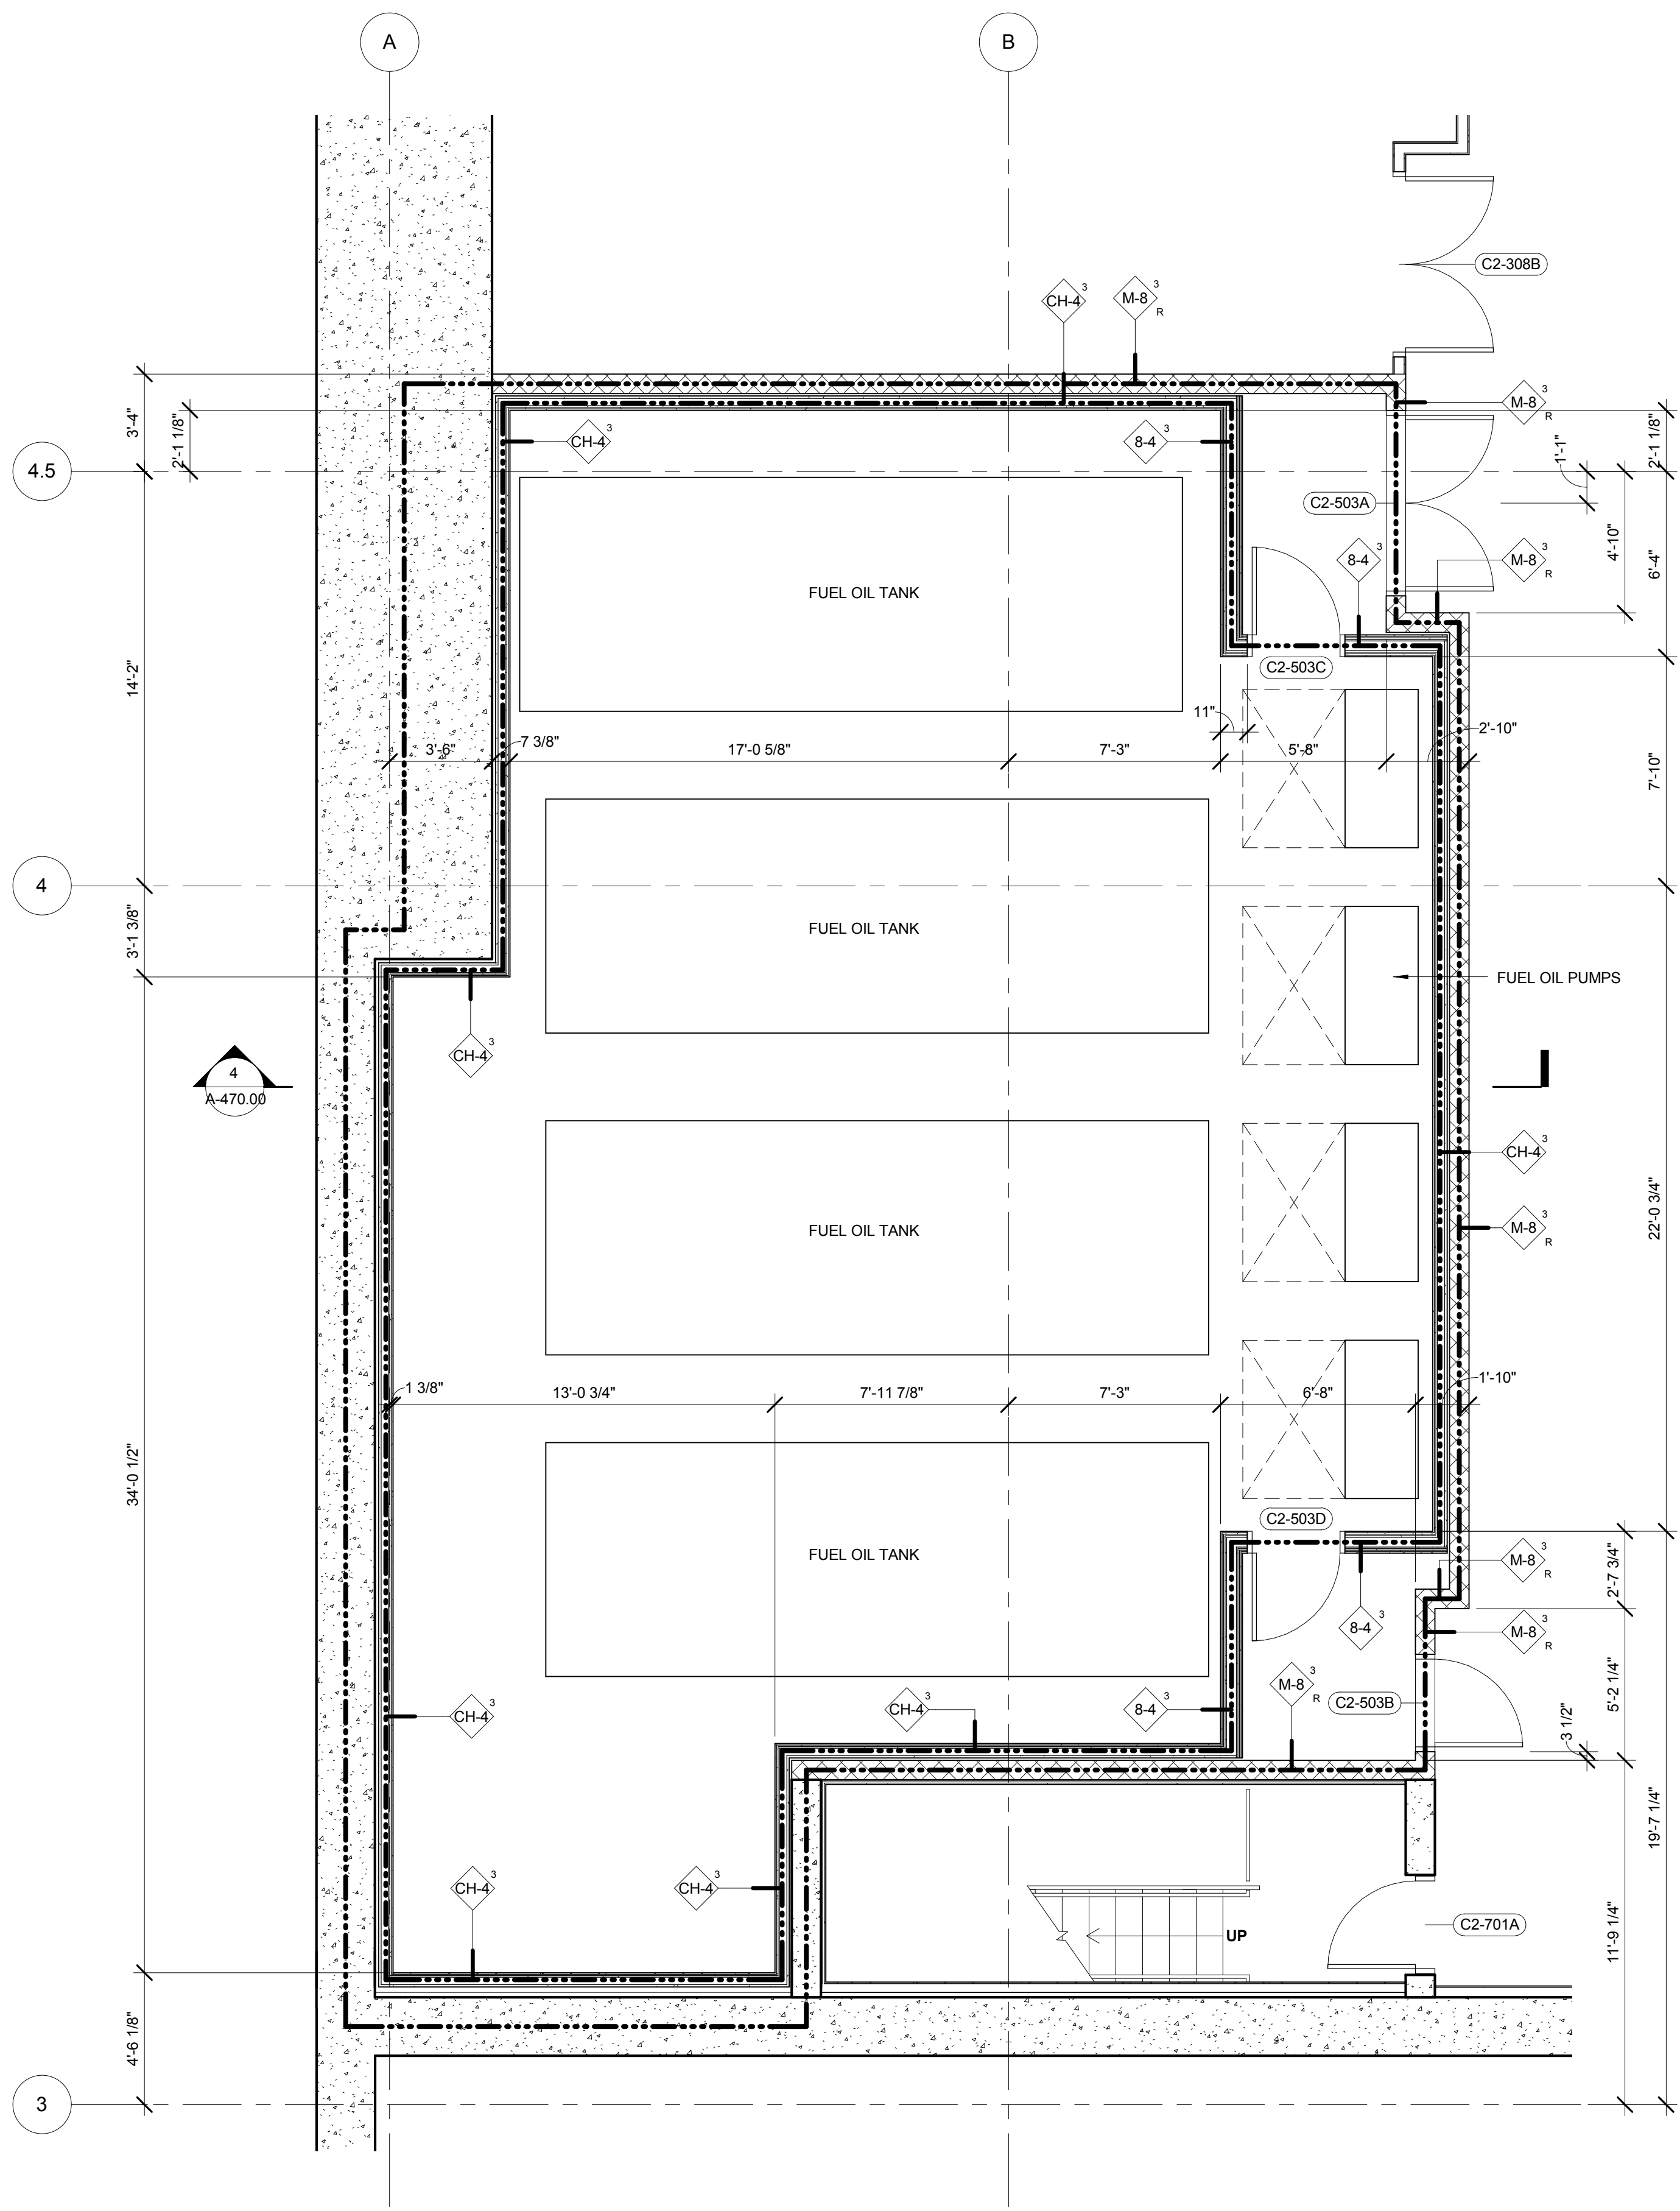 A
B
C2-308B
CH-4 3
M-8 3 R
M-8 3 R
3'-4"
2'-1 1/8"
CH-4 3
8-4 3
2'-1 1/8"
1'-1"
4.5
C2-503A
4'-10"
6'-4"
8-4 3
M-8 3 R
FUEL OIL TANK
C2-503C
14'-2"
11"
3'-6"
7 3/8"
17'-0 5/8"
7'-3"
5'-8"
2'-10"
7'-10"
4
3'-1 3/8"
FUEL OIL TANK
FUEL OIL PUMPS
CH-4 3
4
A-470.00
CH-4 3
22'-0 3/4"
FUEL OIL TANK
M-8 3 R
1 3/8"
13'-0 3/4"
7'-11 7/8"
7'-3"
6'-8"
1'-10"
34'-0 1/2"
C2-503D
FUEL OIL TANK
M-8 3 R
2'-7 3/4"
8-4 3
M-8 3 R
CH-4 3
CH-4 3
8-4 3
M-8 3 R
C2-503B
5'-2 1/4"
3 1/2"
19'-7 1/4"
CH-4 3
CH-4 3
UP
C2-701A
11'-9 1/4"
4'-6 1/8"
3